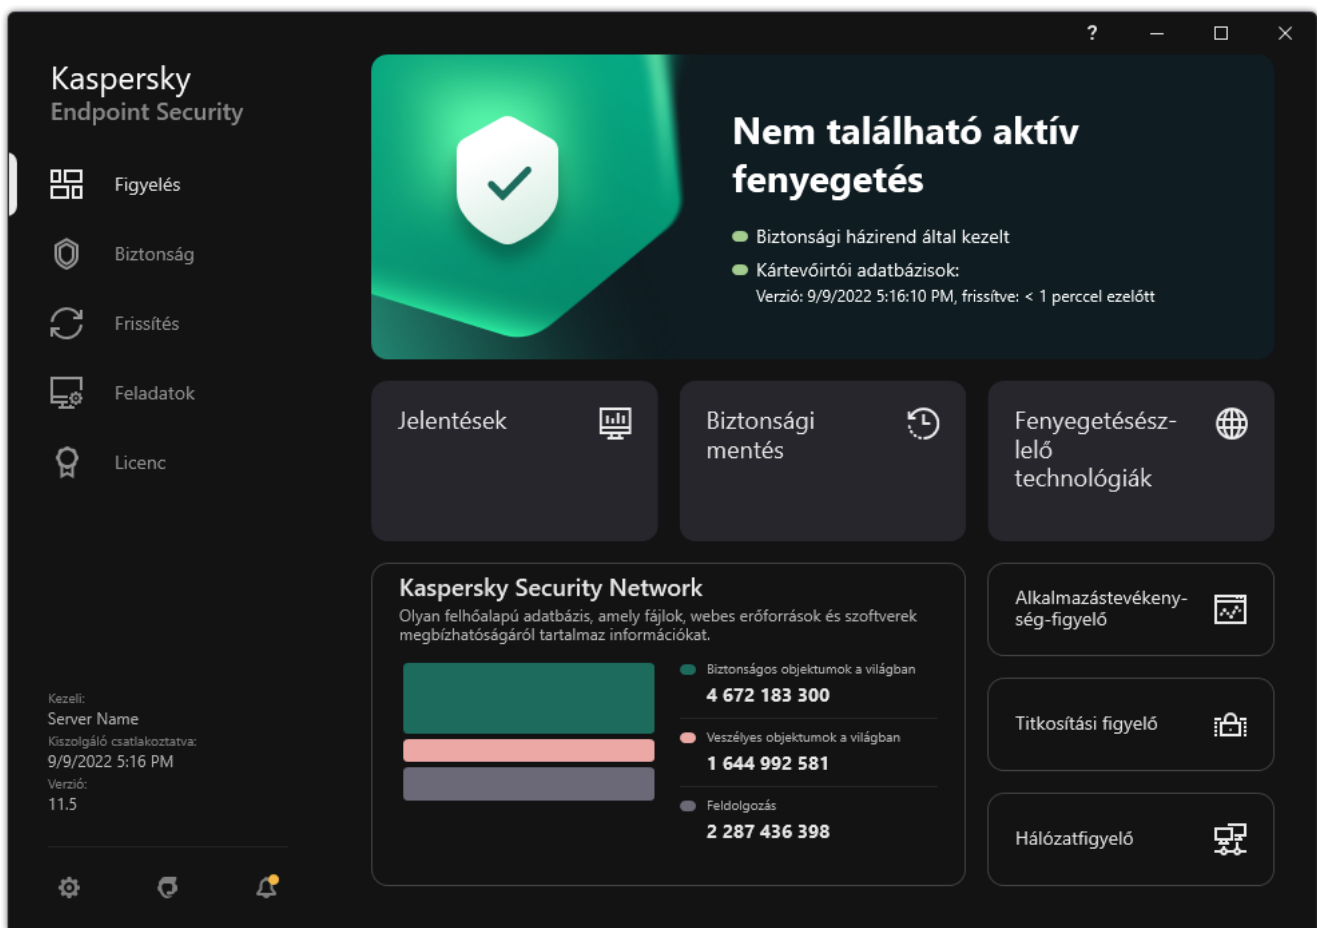 ?
Kaspersky
Endpoint Security
Figyelés
Biztonság
Frissítés
Feladatok
Licenc
Kezeli:
Server Name
Kiszolgáló csatlakoztatva:
9/9/2022 5:16 PM
Verzió:
11.5
Nem található aktív
fenyegetés
Biztonsági házirend által kezelt
Kártevőirtói adatbázisok:
Verzió: 9/9/2022 5:16:10 PM, frissítve: < 1 perccel ezelőtt
Jelentések
Biztonsági
mentés
Fenyegetésész-
lelő
technológiák
Kaspersky Security Network
Olyan felhőalapú adatbázis, amely fájlok, webes erőforrások és szoftverek
megbízhatóságáról tartalmaz információkat.
Biztonságos objektumok a világban
4 672 183 300
Veszélyes objektumok a világban
1 644 992 581
Feldolgozás
2 287 436 398
Alkalmazástevékeny-
ség-figyelő
Titkosítási figyelő
Hálózatfigyelő